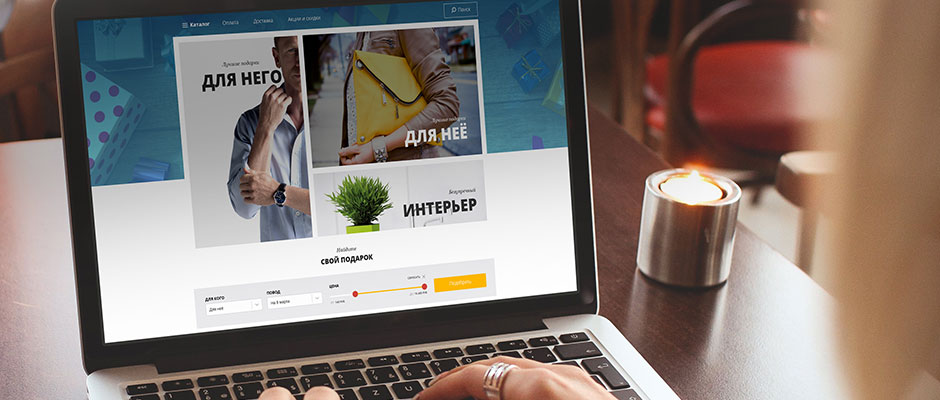 Каталог Оплата Доставка Акции и скидки Поиск
Лучшие подарки
ДЛЯ НЕГО
Лучшие подарки
ДЛЯ НЕЁ
Безупречный
ИНТЕРЬЕР
Найдите
СВОЙ ПОДАРОК
ДЛЯ КОГО
Для неё
ПОВОД
На 8 марта
ЦЕНА
Подобрать